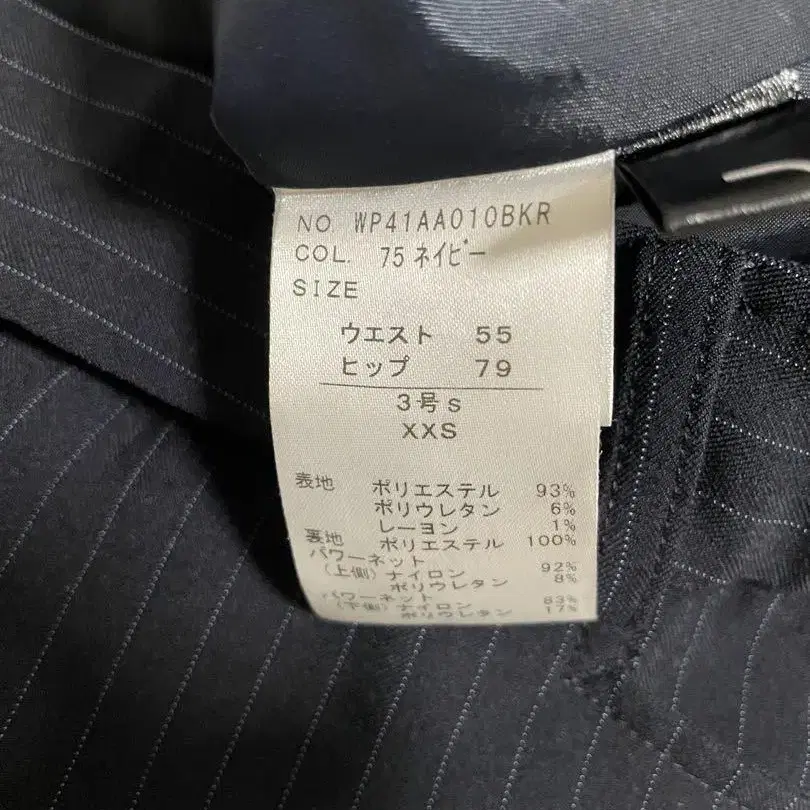 NO WP41AA010BKR
COL. 75 ネイビー
SIZE
ウエスト 55
ヒップ 79
3号s
XXS
表地 ポリエステル 93%
ポリウレタン 6%
レーヨン 1%
裏地 ポリエステル 100%
パワーネット
(上側)ナイロン 92%
ポリウレタン 8%
パワーネット
(下側)ナイロン 83%
ポリウレタン 17%